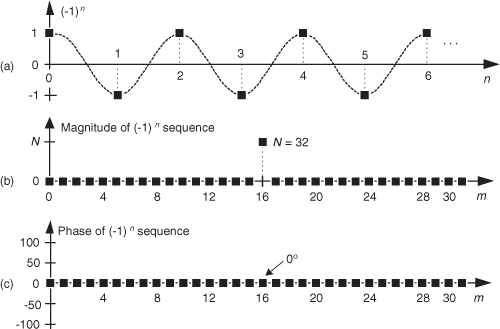 (-1)ⁿ
1 1 3 5
(a) 0 . . .
0 2 4 6 n
-1
Magnitude of (-1) ⁿ sequence
N N = 32
(b) 0
0 4 8 12 16 20 24 28 30 m
Phase of (-1) ⁿ sequence
100
50 0°
(c) 0
4 8 12 16 20 24 28 30 m
-50
-100